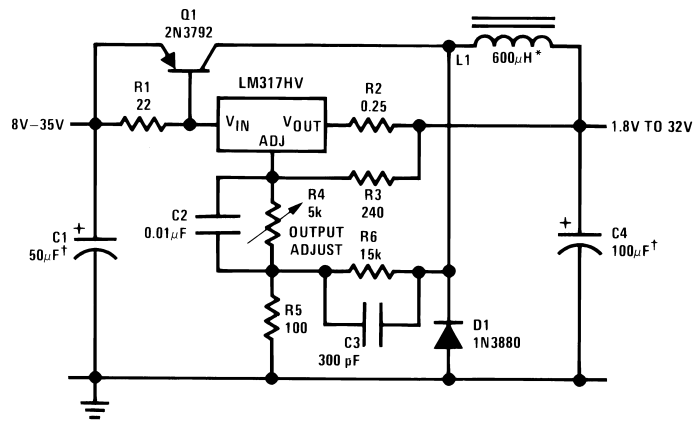 Q1
2N3792
L1
600μH*
R1
22
LM317HV
R2
0.25
8V–35V
VIN
VOUT
ADJ
1.8V TO 32V
C2
0.01μF
R4
5k
OUTPUT
ADJUST
R3
240
C1
50μF†
+
R6
15k
+
C4
100μF†
R5
100
C3
300 pF
D1
1N3880